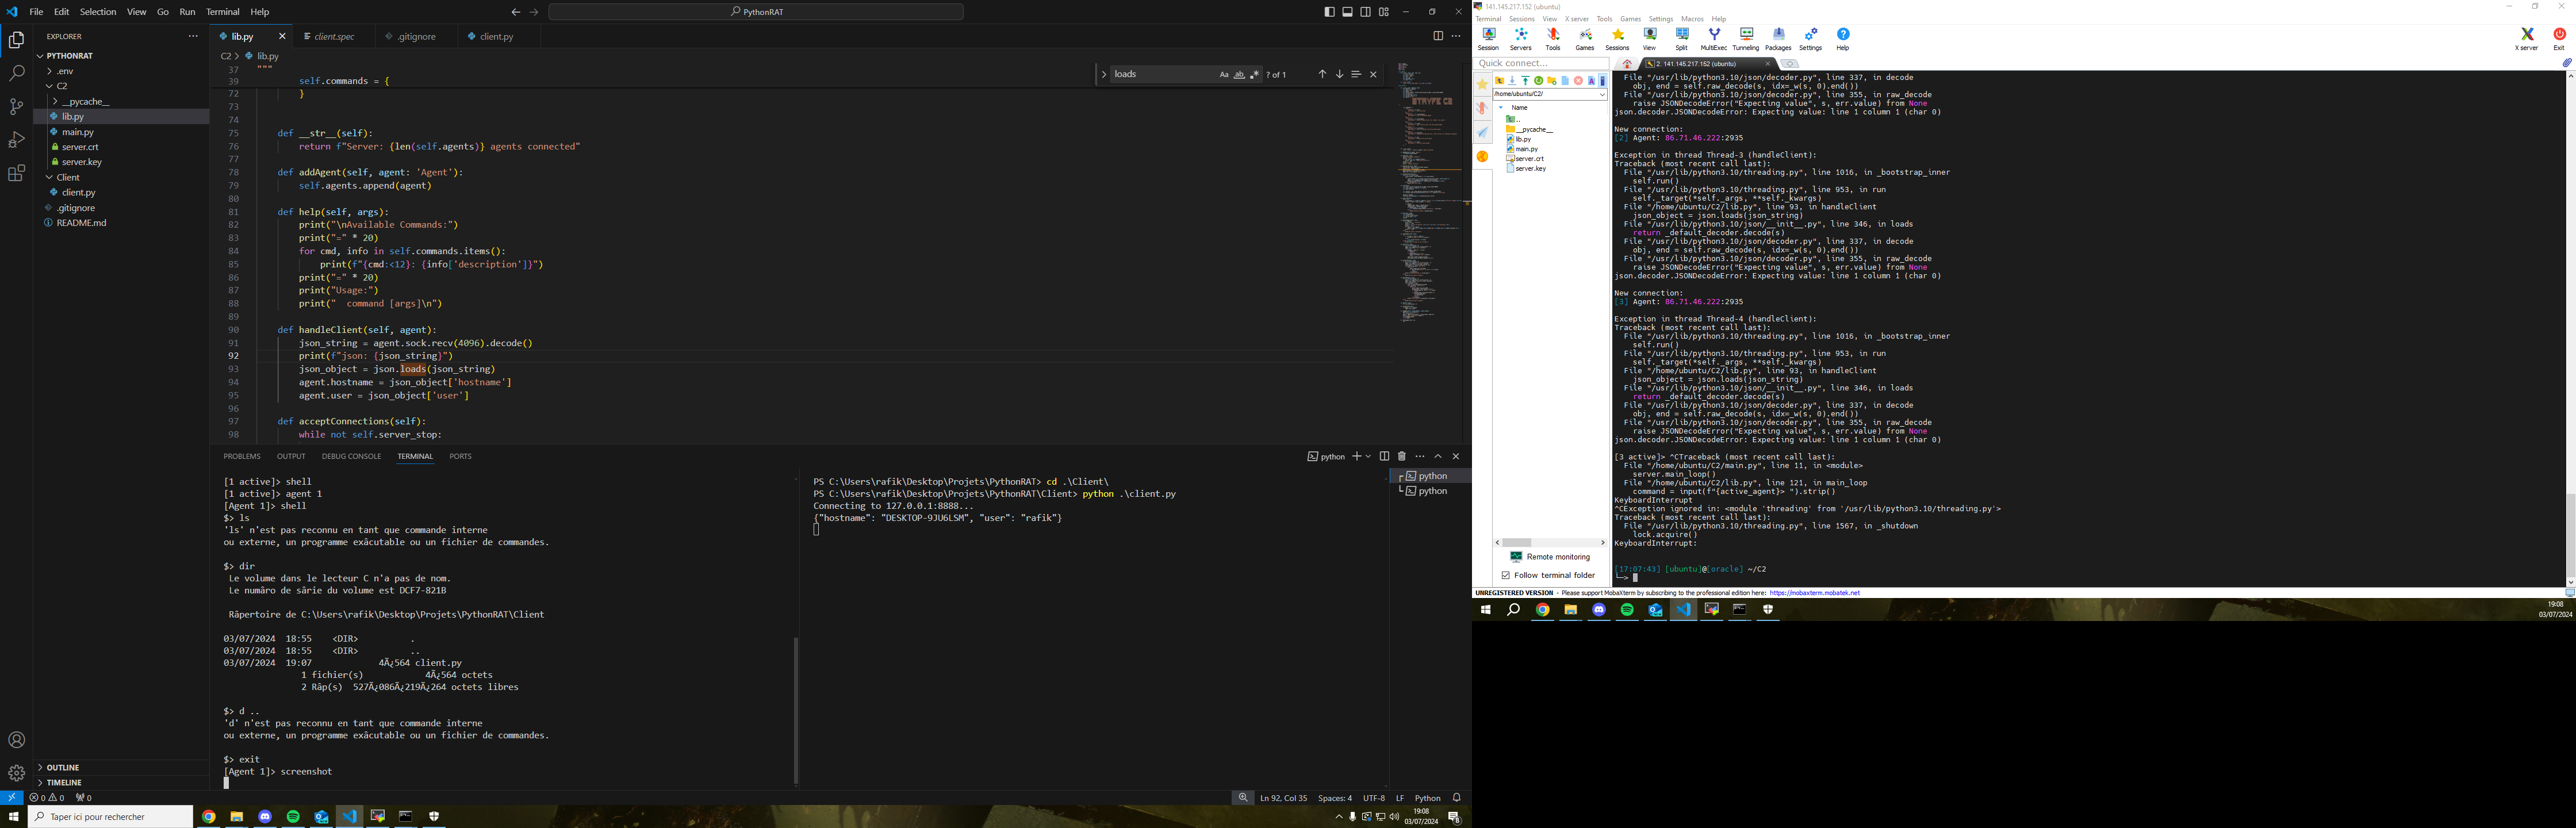 File Edit Selection View Go Run Terminal Help
PythonRAT
EXPLORER
PYTHONRAT
.env
C2
__pycache__
lib.py
main.py
server.crt
server.key
Client
client.py
.gitignore
README.md
OUTLINE
TIMELINE
lib.py
client.spec
.gitignore
client.py
C2 > lib.py
loads
Aa ab .*
? of 1
37 """
39 self.commands = {
72 }
73
74
75 def __str__(self):
76 return f"Server: {len(self.agents)} agents connected"
77
78 def addAgent(self, agent: 'Agent'):
79 self.agents.append(agent)
80
81 def help(self, args):
82 print("\nAvailable Commands:")
83 print("=" * 20)
84 for cmd, info in self.commands.items():
85 print(f"{cmd:<12}: {info['description']}")
86 print("=" * 20)
87 print("Usage:")
88 print("  command [args]\n")
89
90 def handleClient(self, agent):
91 json_string = agent.sock.recv(4096).decode()
92 print(f"json: {json_string}")
93 json_object = json.loads(json_string)
94 agent.hostname = json_object['hostname']
95 agent.user = json_object['user']
96
97 def acceptConnections(self):
98 while not self.server_stop:
STRYFE C2
PROBLEMS OUTPUT DEBUG CONSOLE TERMINAL PORTS
python
[1 active]> shell
[1 active]> agent 1
[Agent 1]> shell
$> ls
'ls' n'est pas reconnu en tant que commande interne
ou externe, un programme exãcutable ou un fichier de commandes.
$> dir
Le volume dans le lecteur C n'a pas de nom.
Le numãro de sãrie du volume est DCF7-821B
Rãpertoire de C:\Users\rafik\Desktop\Projets\PythonRAT\Client
03/07/2024  18:55    <DIR>          .
03/07/2024  18:55    <DIR>          ..
03/07/2024  19:07             4Ã¿564 client.py
1 fichier(s)            4Ã¿564 octets
2 Rãp(s)  527Ã¿086Ã¿219Ã¿264 octets libres
$> d ..
'd' n'est pas reconnu en tant que commande interne
ou externe, un programme exãcutable ou un fichier de commandes.
$> exit
[Agent 1]> screenshot
PS C:\Users\rafik\Desktop\Projets\PythonRAT> cd .\Client\
PS C:\Users\rafik\Desktop\Projets\PythonRAT\Client> python .\client.py
Connecting to 127.0.0.1:8888...
{"hostname": "DESKTOP-9JU6LSM", "user": "rafik"}
python
python
0 0 0
Ln 92, Col 35 Spaces: 4 UTF-8 LF Python
Taper ici pour rechercher
19:08
03/07/2024
8
141.145.217.152 (ubuntu)
Terminal Sessions View X server Tools Games Settings Macros Help
Session Servers Tools Games Sessions View Split MultiExec Tunneling Packages Settings Help
X server Exit
Quick connect...
2. 141.145.217.152 (ubuntu)
/home/ubuntu/C2/
Name
..
__pycache__
lib.py
main.py
server.crt
server.key
Remote monitoring
Follow terminal folder
File "/usr/lib/python3.10/json/decoder.py", line 337, in decode
obj, end = self.raw_decode(s, idx=_w(s, 0).end())
File "/usr/lib/python3.10/json/decoder.py", line 355, in raw_decode
raise JSONDecodeError("Expecting value", s, err.value) from None
json.decoder.JSONDecodeError: Expecting value: line 1 column 1 (char 0)
New connection:
[2] Agent: 86.71.46.222:2935
Exception in thread Thread-3 (handleClient):
Traceback (most recent call last):
File "/usr/lib/python3.10/threading.py", line 1016, in _bootstrap_inner
self.run()
File "/usr/lib/python3.10/threading.py", line 953, in run
self._target(*self._args, **self._kwargs)
File "/home/ubuntu/C2/lib.py", line 93, in handleClient
json_object = json.loads(json_string)
File "/usr/lib/python3.10/json/__init__.py", line 346, in loads
return _default_decoder.decode(s)
File "/usr/lib/python3.10/json/decoder.py", line 337, in decode
obj, end = self.raw_decode(s, idx=_w(s, 0).end())
File "/usr/lib/python3.10/json/decoder.py", line 355, in raw_decode
raise JSONDecodeError("Expecting value", s, err.value) from None
json.decoder.JSONDecodeError: Expecting value: line 1 column 1 (char 0)
New connection:
[3] Agent: 86.71.46.222:2935
Exception in thread Thread-4 (handleClient):
Traceback (most recent call last):
File "/usr/lib/python3.10/threading.py", line 1016, in _bootstrap_inner
self.run()
File "/usr/lib/python3.10/threading.py", line 953, in run
self._target(*self._args, **self._kwargs)
File "/home/ubuntu/C2/lib.py", line 93, in handleClient
json_object = json.loads(json_string)
File "/usr/lib/python3.10/json/__init__.py", line 346, in loads
return _default_decoder.decode(s)
File "/usr/lib/python3.10/json/decoder.py", line 337, in decode
obj, end = self.raw_decode(s, idx=_w(s, 0).end())
File "/usr/lib/python3.10/json/decoder.py", line 355, in raw_decode
raise JSONDecodeError("Expecting value", s, err.value) from None
json.decoder.JSONDecodeError: Expecting value: line 1 column 1 (char 0)
[3 active]> ^CTraceback (most recent call last):
File "/home/ubuntu/C2/main.py", line 11, in <module>
server.main_loop()
File "/home/ubuntu/C2/lib.py", line 121, in main_loop
command = input(f"{active_agent}> ").strip()
KeyboardInterrupt
^CException ignored in: <module 'threading' from '/usr/lib/python3.10/threading.py'>
Traceback (most recent call last):
File "/usr/lib/python3.10/threading.py", line 1567, in _shutdown
lock.acquire()
KeyboardInterrupt:
[17:07:43] [ubuntu]@[oracle] ~/C2
└─>
UNREGISTERED VERSION - Please support MobaXterm by subscribing to the professional edition here: https://mobaxterm.mobatek.net
19:08
03/07/2024